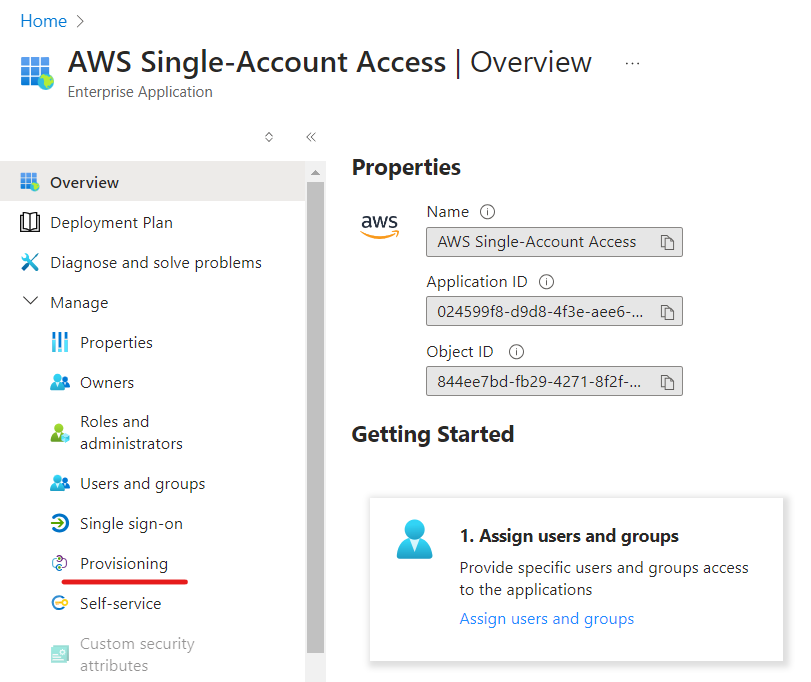 Home
AWS Single-Account Access | Overview
Enterprise Application
Overview
Deployment Plan
Diagnose and solve problems
Manage
Properties
Owners
Roles and
administrators
Users and groups
Single sign-on
Provisioning
Self-service
Custom security
attributes
Properties
aws
Name
AWS Single-Account Access
Application ID
024599f8-d9d8-4f3e-aee6-...
Object ID
844ee7bd-fb29-4271-8f2f-...
Getting Started
1. Assign users and groups
Provide specific users and groups access
to the applications
Assign users and groups